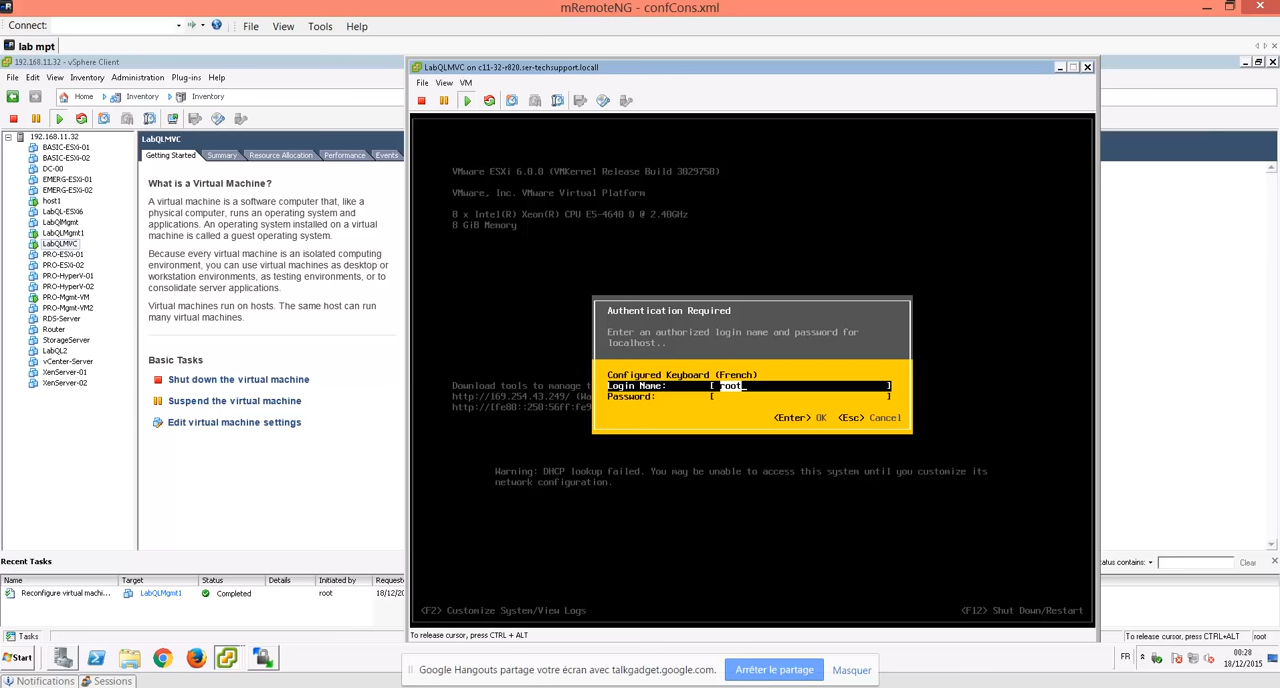 mRemoteNG - confCons.xml
Connect: File View Tools Help
lab mpt
192.168.11.32 - vSphere Client
File Edit View Inventory Administration Plug-ins Help
Home Inventory Inventory
192.168.11.32
BASIC-ESXi-01
BASIC-ESXi-02
DC-00
EMERG-ESXi-01
EMERG-ESXi-02
host1
LabQL-ESXi6
LabQlMgmt
LabQLMgmt1
LabQLMVC
PRO-ESXi-01
PRO-ESXi-02
PRO-HyperV-01
PRO-HyperV-02
PRO-Mgmt-VM
PRO-Mgmt-VM2
RDS-Server
Router
StorageServer
LabQL2
vCenter-Server
XenServer-01
XenServer-02
LabQLMVC
Getting Started Summary Resource Allocation Performance Events
What is a Virtual Machine?
A virtual machine is a software computer that, like a
physical computer, runs an operating system and
applications. An operating system installed on a virtual
machine is called a guest operating system.
Because every virtual machine is an isolated computing
environment, you can use virtual machines as desktop or
workstation environments, as testing environments, or to
consolidate server applications.
Virtual machines run on hosts. The same host can run
many virtual machines.
Basic Tasks
Shut down the virtual machine
Suspend the virtual machine
Edit virtual machine settings
LabQLMVC on c11-32-r820.ser-techsupport.locall
File View VM
VMware ESXi 6.0.0 (VMKernel Release Build 3029758)
VMware, Inc. VMware Virtual Platform
8 x Intel(R) Xeon(R) CPU E5-4640 0 @ 2.40GHz
8 GiB Memory
Authentication Required
Enter an authorized login name and password for
localhost..
Configured Keyboard (French)
Login Name: [ root_ ]
Password: [ ]
<Enter> OK <Esc> Cancel
Download tools to manage t
http://169.254.43.249/ (Wa
http://[fe80::250:56ff:fe9
Warning: DHCP lookup failed. You may be unable to access this system until you customize its
network configuration.
<F2> Customize System/View Logs <F12> Shut Down/Restart
To release cursor, press CTRL + ALT
Recent Tasks
tatus contains: Clear
Name Target Status Details Initiated by Requeste
Reconfigure virtual machi... LabQLMgmt1 Completed root 18/12/20
Tasks
To release cursor, press CTRL+ALT root
Start
Google Hangouts partage votre écran avec talkgadget.google.com. Arrêter le partage Masquer
FR 00:28
18/12/2015
Notifications Sessions